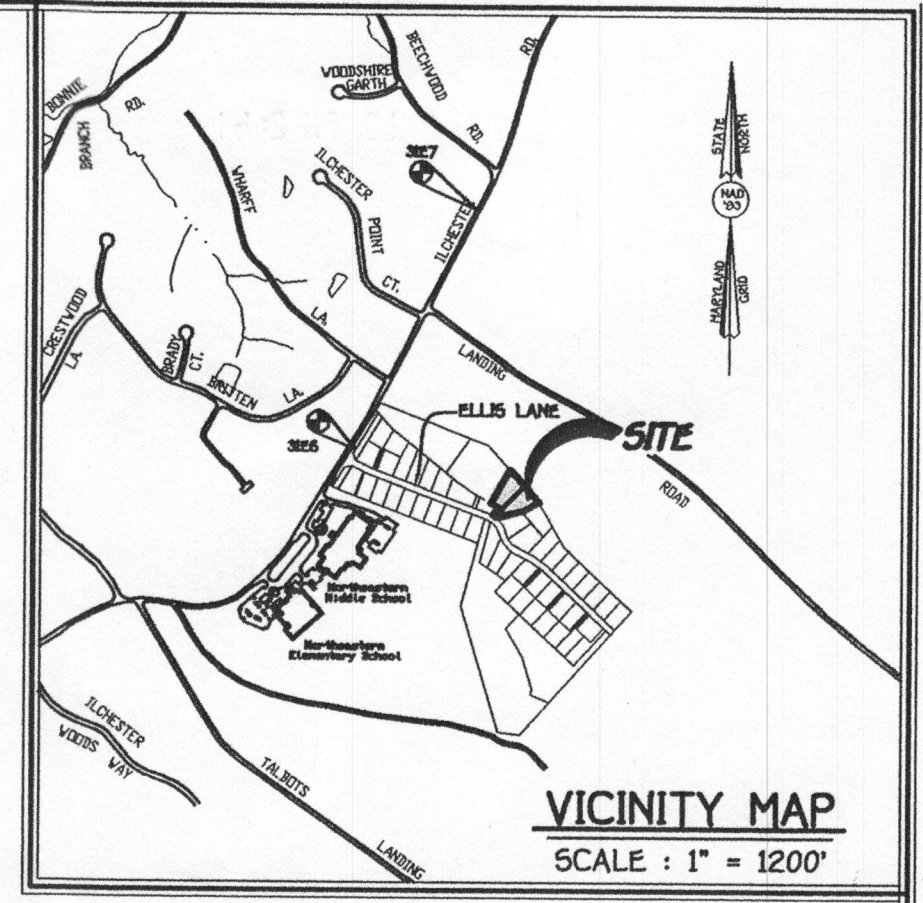 BONNIE
BRANCH
RD.
WOODSHIRE
GARTH
BEECHWOOD
RD.
RD.
ILCHESTER
31E7
STATE
NORTH
NAD
'83
MARYLAND
GRID
WHARFF
LA.
ILCHESTER
POINT
CT.
CRESTWOOD
LA.
BRADY
CT.
BRITTEN
LA.
LANDING
ROAD
ELLIS LANE
SITE
31E6
Northeastern
Middle School
Northeastern
Elementary School
ILCHESTER
WOODS
WAY
TALBOTS
LANDING
VICINITY MAP
SCALE : 1" = 1200'